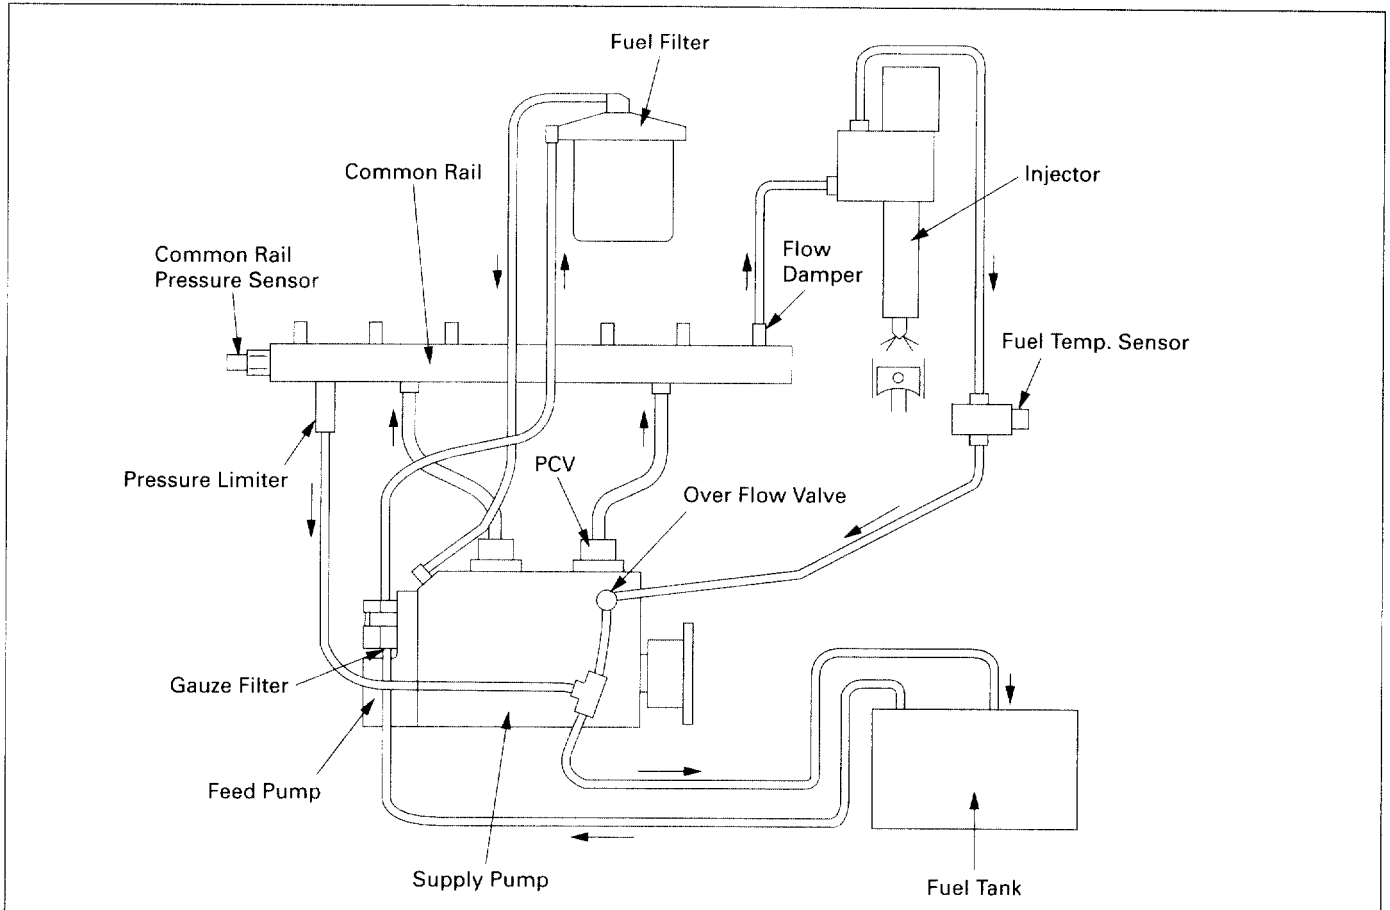 Fuel Filter
Common Rail
Injector
Common Rail
Pressure Sensor
Flow
Damper
Fuel Temp. Sensor
Pressure Limiter
PCV
Over Flow Valve
Gauze Filter
Feed Pump
Supply Pump
Fuel Tank